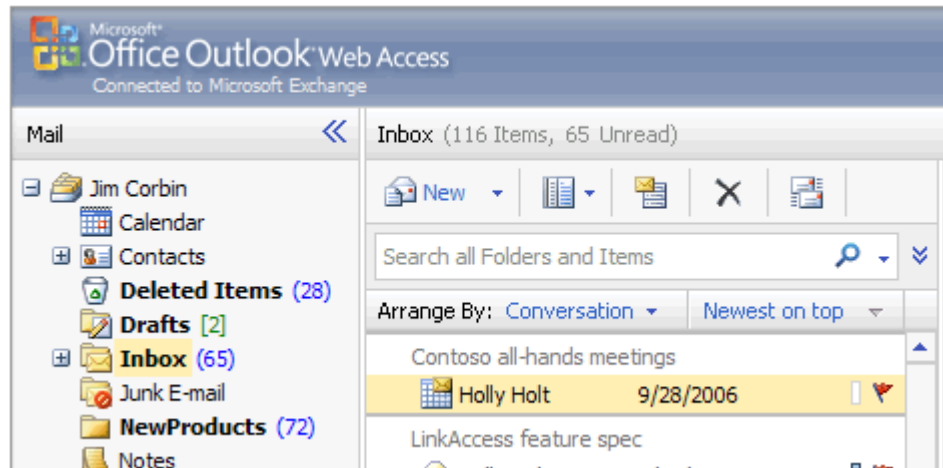 Microsoft®
Office Outlook® Web Access
Connected to Microsoft Exchange
Mail
Jim Corbin
Calendar
Contacts
Deleted Items (28)
Drafts [2]
Inbox (65)
Junk E-mail
NewProducts (72)
Notes
Inbox (116 Items, 65 Unread)
New
Search all Folders and Items
Arrange By: Conversation Newest on top
Contoso all-hands meetings
Holly Holt 9/28/2006
LinkAccess feature spec